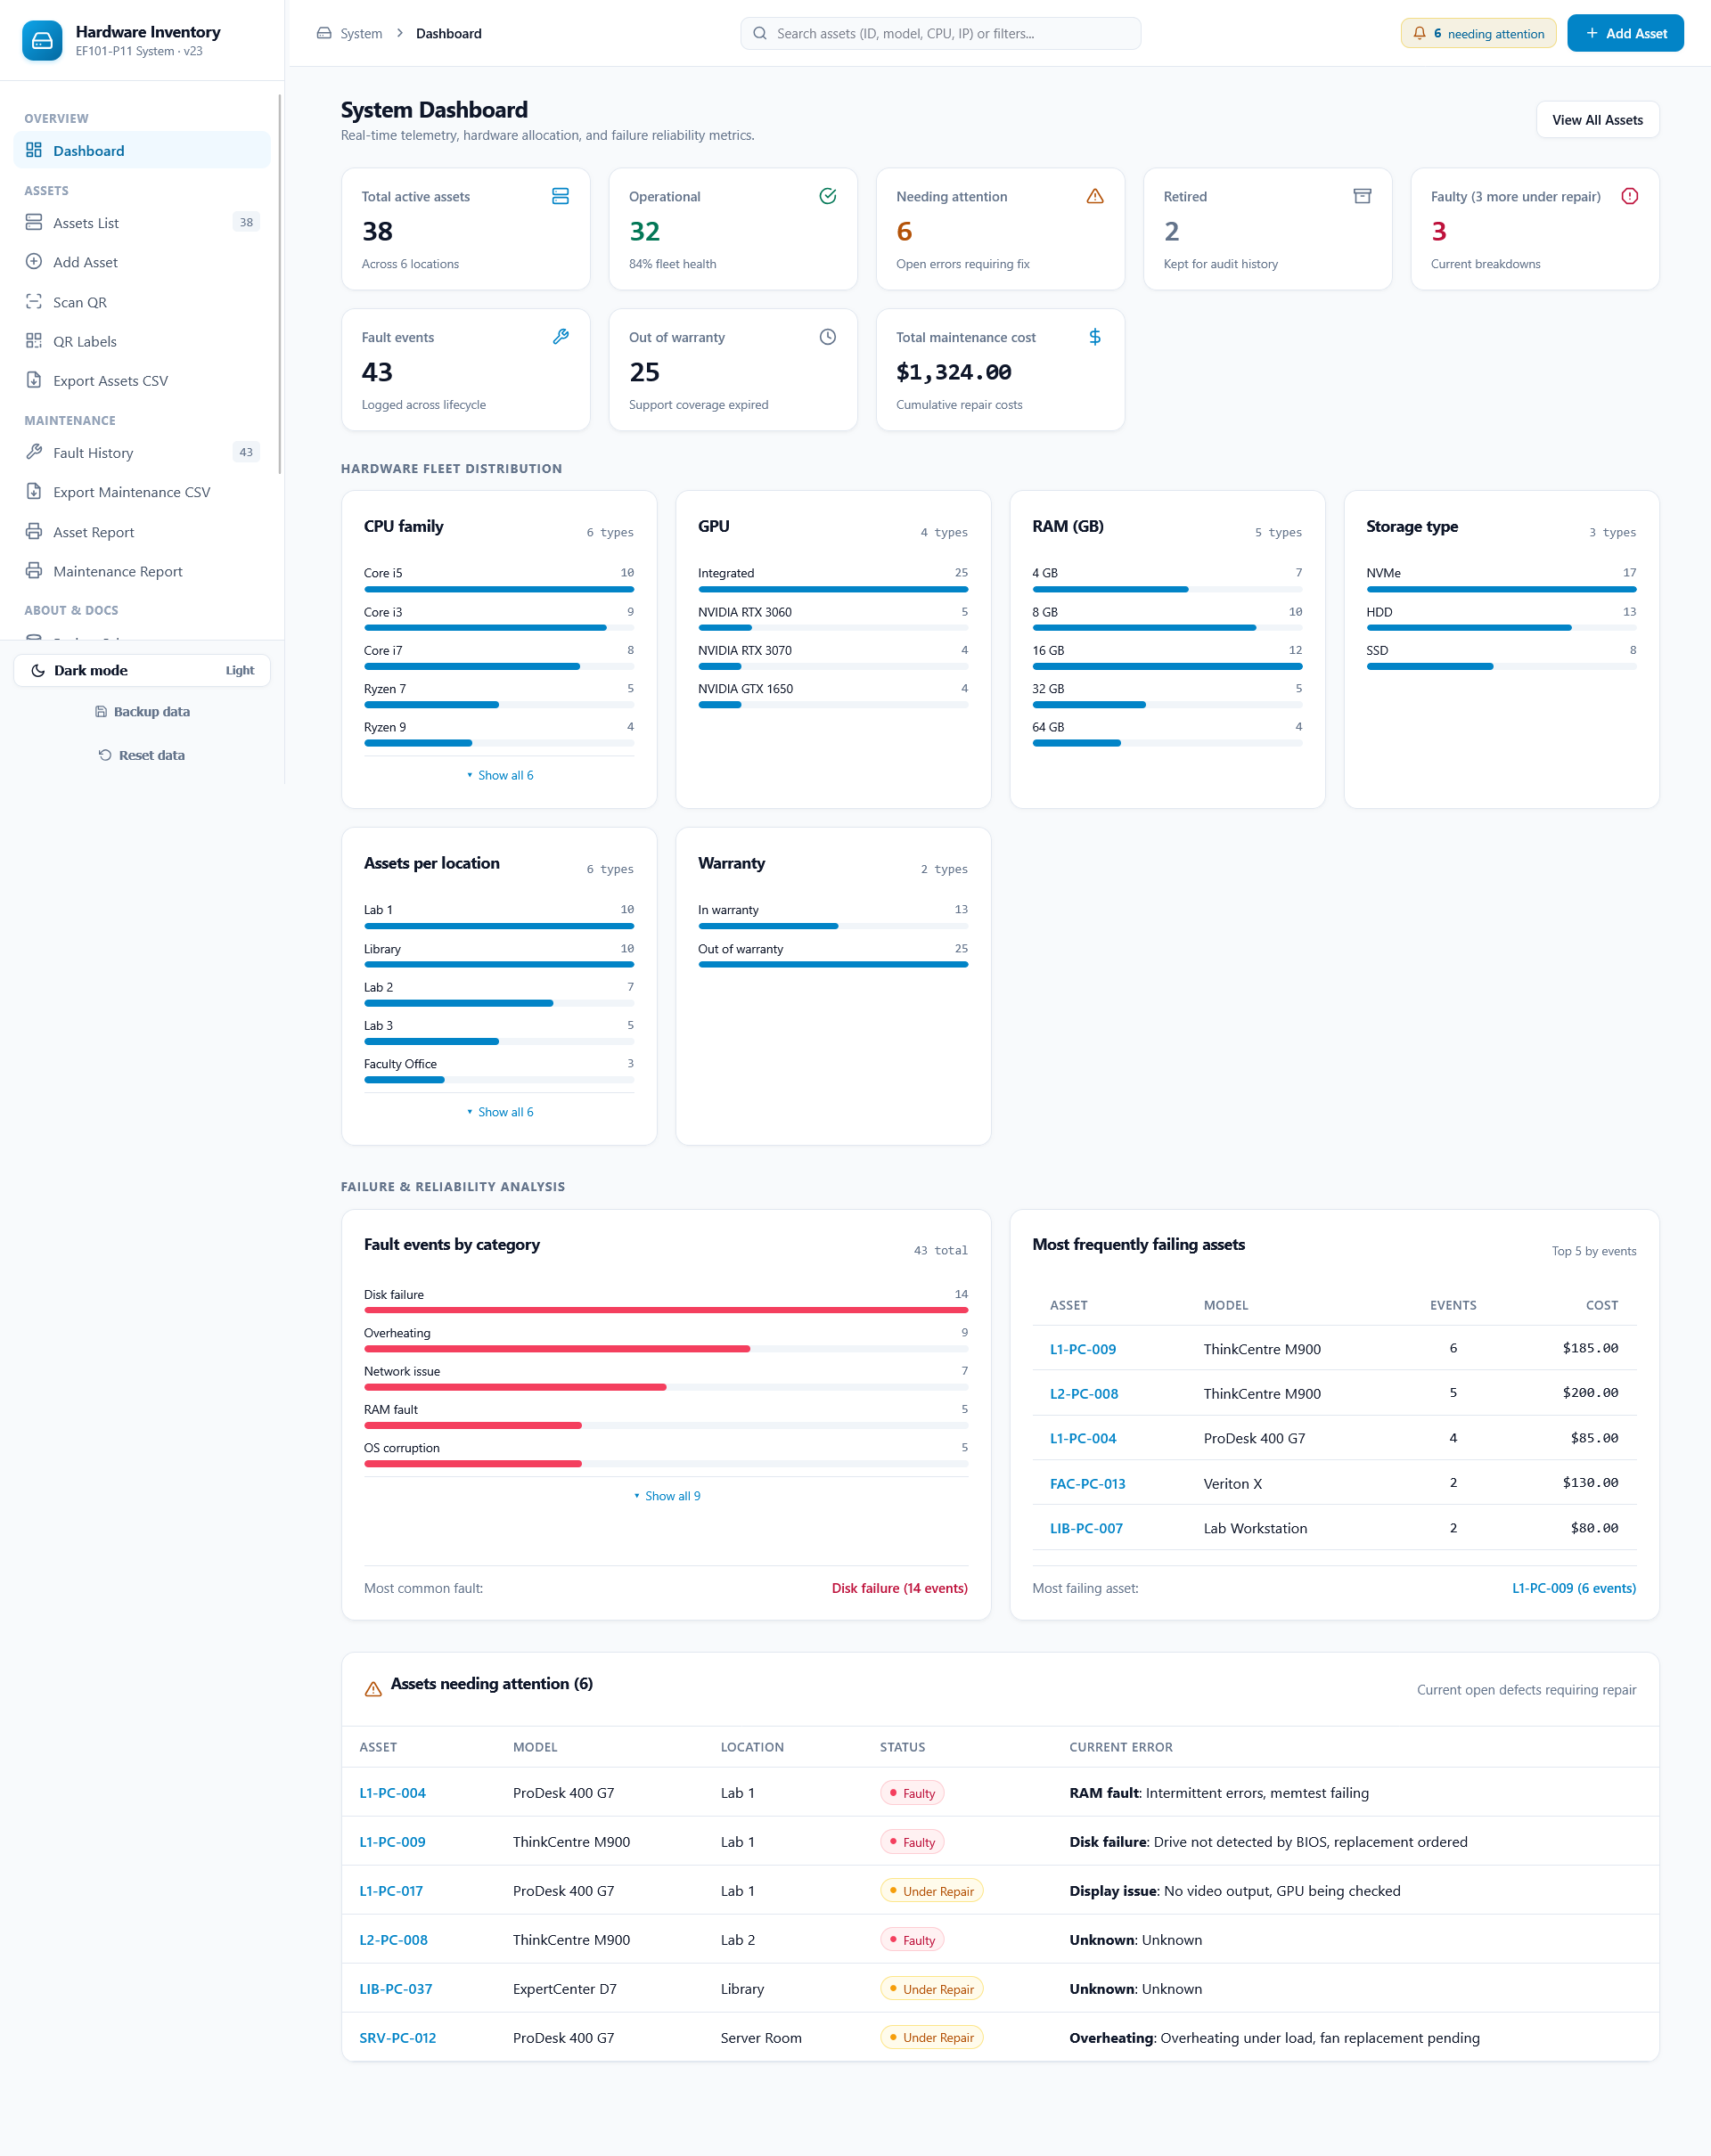 Hardware Inventory
EF101-P11 System · v23
System > Dashboard
Search assets (ID, model, CPU, IP) or filters...
6 needing attention
+ Add Asset
OVERVIEW
Dashboard
ASSETS
Assets List 38
Add Asset
Scan QR
QR Labels
Export Assets CSV
MAINTENANCE
Fault History 43
Export Maintenance CSV
Asset Report
Maintenance Report
ABOUT & DOCS
Dark mode Light
Backup data
Reset data
System Dashboard
Real-time telemetry, hardware allocation, and failure reliability metrics.
View All Assets
Total active assets
38
Across 6 locations
Operational
32
84% fleet health
Needing attention
6
Open errors requiring fix
Retired
2
Kept for audit history
Faulty (3 more under repair)
3
Current breakdowns
Fault events
43
Logged across lifecycle
Out of warranty
25
Support coverage expired
Total maintenance cost
$1,324.00
Cumulative repair costs
HARDWARE FLEET DISTRIBUTION
CPU family 6 types
Core i5 10
Core i3 9
Core i7 8
Ryzen 7 5
Ryzen 9 4
▾ Show all 6
GPU 4 types
Integrated 25
NVIDIA RTX 3060 5
NVIDIA RTX 3070 4
NVIDIA GTX 1650 4
RAM (GB) 5 types
4 GB 7
8 GB 10
16 GB 12
32 GB 5
64 GB 4
Storage type 3 types
NVMe 17
HDD 13
SSD 8
Assets per location 6 types
Lab 1 10
Library 10
Lab 2 7
Lab 3 5
Faculty Office 3
▾ Show all 6
Warranty 2 types
In warranty 13
Out of warranty 25
FAILURE & RELIABILITY ANALYSIS
Fault events by category 43 total
Disk failure 14
Overheating 9
Network issue 7
RAM fault 5
OS corruption 5
▾ Show all 9
Most common fault: Disk failure (14 events)
Most frequently failing assets Top 5 by events
ASSET MODEL EVENTS COST
L1-PC-009 ThinkCentre M900 6 $185.00
L2-PC-008 ThinkCentre M900 5 $200.00
L1-PC-004 ProDesk 400 G7 4 $85.00
FAC-PC-013 Veriton X 2 $130.00
LIB-PC-007 Lab Workstation 2 $80.00
Most failing asset: L1-PC-009 (6 events)
Assets needing attention (6) Current open defects requiring repair
ASSET MODEL LOCATION STATUS CURRENT ERROR
L1-PC-004 ProDesk 400 G7 Lab 1 Faulty RAM fault: Intermittent errors, memtest failing
L1-PC-009 ThinkCentre M900 Lab 1 Faulty Disk failure: Drive not detected by BIOS, replacement ordered
L1-PC-017 ProDesk 400 G7 Lab 1 Under Repair Display issue: No video output, GPU being checked
L2-PC-008 ThinkCentre M900 Lab 2 Faulty Unknown: Unknown
LIB-PC-037 ExpertCenter D7 Library Under Repair Unknown: Unknown
SRV-PC-012 ProDesk 400 G7 Server Room Under Repair Overheating: Overheating under load, fan replacement pending